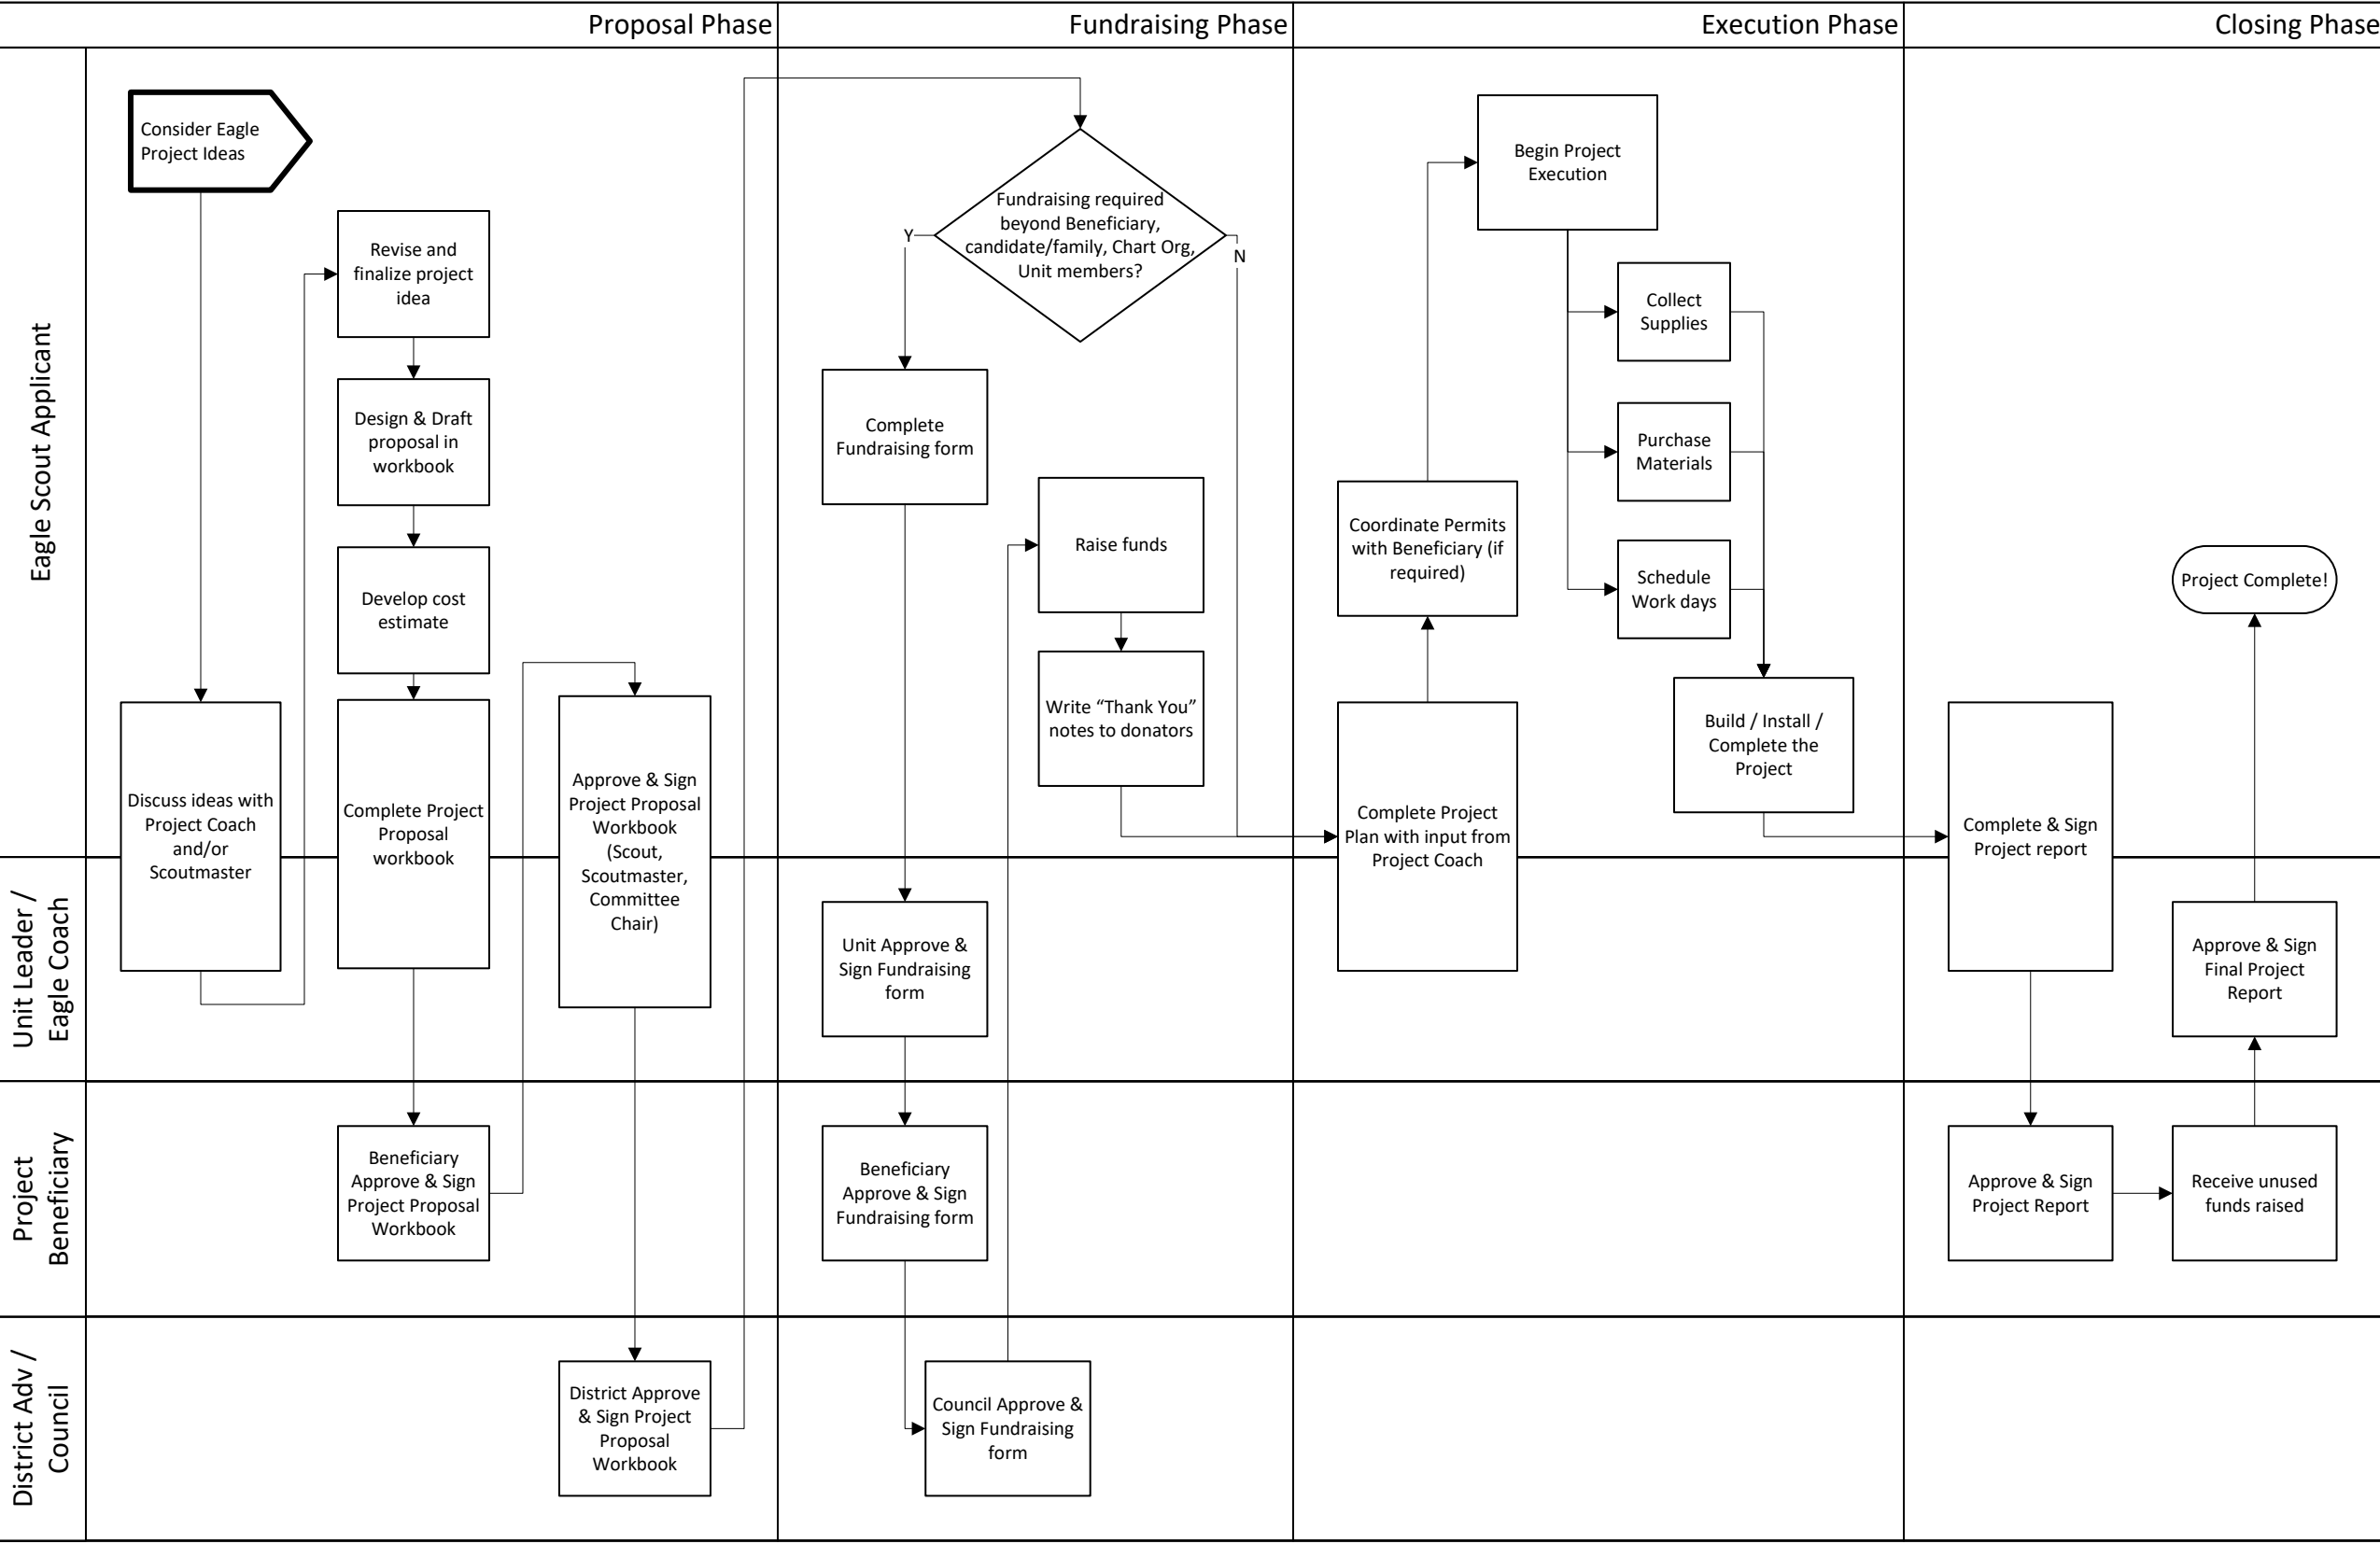 Proposal Phase
Fundraising Phase
Execution Phase
Closing Phase
Eagle Scout Applicant
Consider Eagle
Project Ideas
Discuss ideas with
Project Coach
and/or
Scoutmaster
Revise and
finalize project
idea
Design & Draft
proposal in
workbook
Develop cost
estimate
Complete Project
Proposal
workbook
Approve & Sign
Project Proposal
Workbook
(Scout,
Scoutmaster,
Committee
Chair)
Fundraising required
beyond Beneficiary,
candidate/family, Chart Org,
Unit members?
Y
N
Complete
Fundraising form
Raise funds
Write “Thank You”
notes to donators
Complete Project
Plan with input from
Project Coach
Coordinate Permits
with Beneficiary (if
required)
Begin Project
Execution
Collect
Supplies
Purchase
Materials
Schedule
Work days
Build / Install /
Complete the
Project
Complete & Sign
Project report
Project Complete!
Unit Leader /
Eagle Coach
Unit Approve &
Sign Fundraising
form
Approve & Sign
Final Project
Report
Project
Beneficiary
Beneficiary
Approve & Sign
Project Proposal
Workbook
Beneficiary
Approve & Sign
Fundraising form
Approve & Sign
Project Report
Receive unused
funds raised
District Adv /
Council
District Approve
& Sign Project
Proposal
Workbook
Council Approve &
Sign Fundraising
form